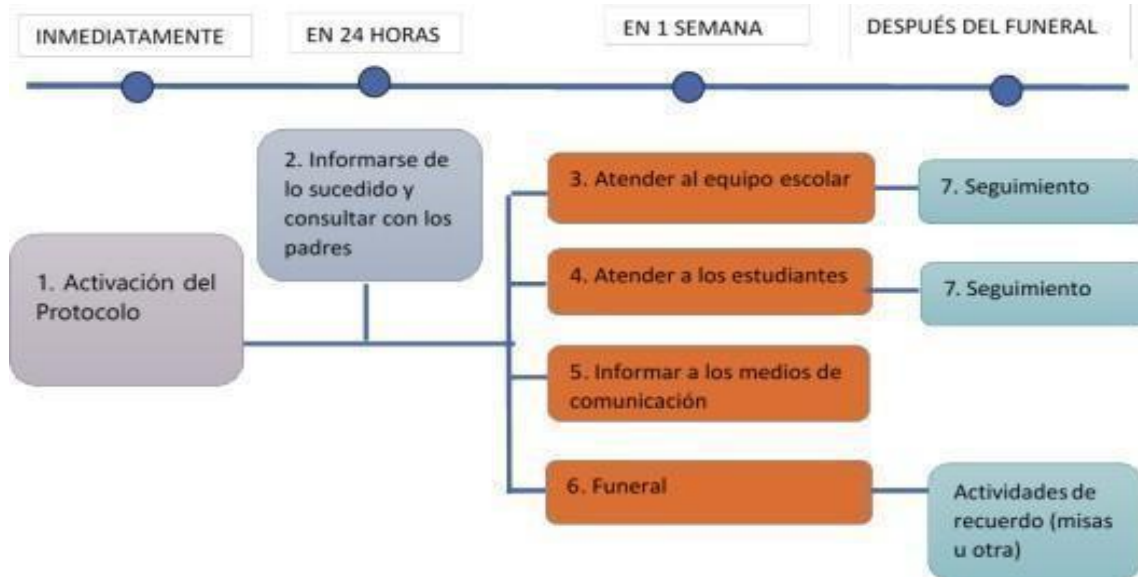 INMEDIATAMENTE
EN 24 HORAS
EN 1 SEMANA
DESPUÉS DEL FUNERAL
1. Activación del
Protocolo
2. Informarse de
lo sucedido y
consultar con los
padres
3. Atender al equipo escolar
7. Seguimiento
4. Atender a los estudiantes
7. Seguimiento
5. Informar a los medios de
comunicación
6. Funeral
Actividades de
recuerdo (misas
u otra)